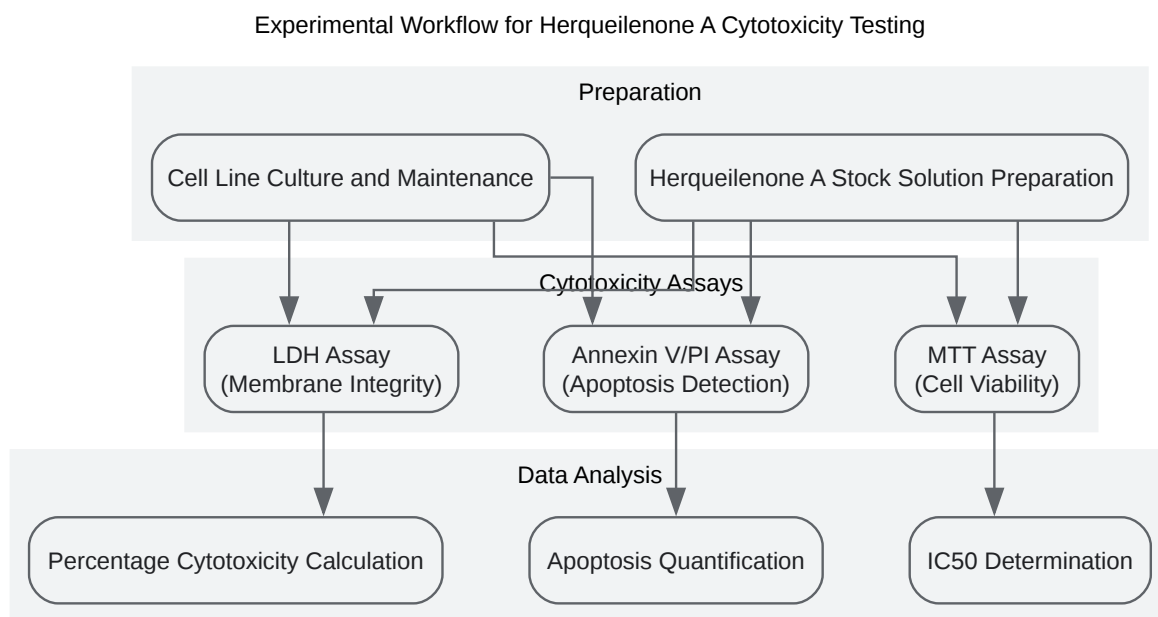 Experimental Workflow for Herqueilenone A Cytotoxicity Testing
Preparation
Cell Line Culture and Maintenance
Herqueilenone A Stock Solution Preparation
Cytotoxicity Assays
LDH Assay
(Membrane Integrity)
Annexin V/PI Assay
(Apoptosis Detection)
MTT Assay
(Cell Viability)
Data Analysis
Percentage Cytotoxicity Calculation
Apoptosis Quantification
IC50 Determination